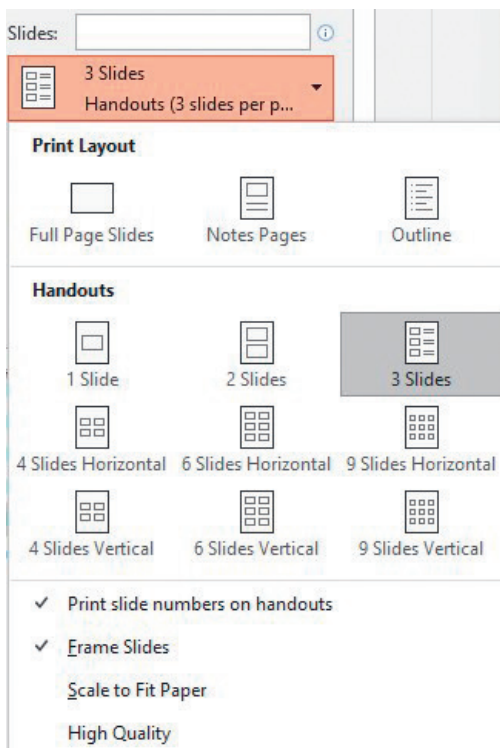 Slides:
3 Slides
Handouts (3 slides per p...
Print Layout
Full Page Slides Notes Pages Outline
Handouts
1 Slide 2 Slides 3 Slides
4 Slides Horizontal 6 Slides Horizontal 9 Slides Horizontal
4 Slides Vertical 6 Slides Vertical 9 Slides Vertical
✓ Print slide numbers on handouts
✓ Frame Slides
Scale to Fit Paper
High Quality